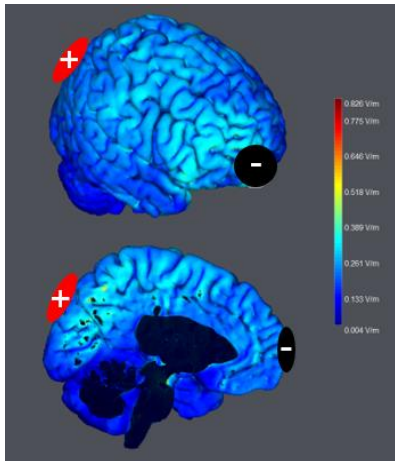 +
-
0.826 V/m
0.775 V/m
0.646 V/m
0.518 V/m
0.389 V/m
0.261 V/m
0.133 V/m
0.004 V/m
+
-